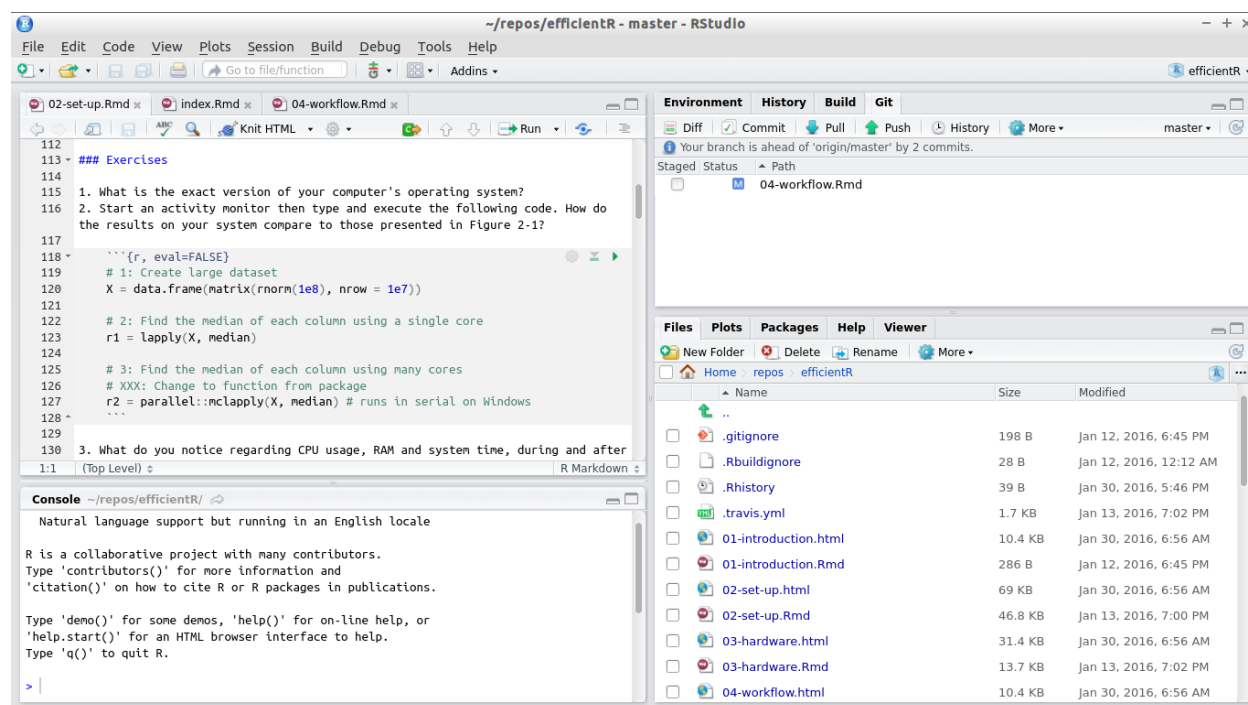 ~/repos/efficientR - master - RStudio
File Edit Code View Plots Session Build Debug Tools Help
Go to file/function Addins efficientR
02-set-up.Rmd index.Rmd 04-workflow.Rmd
ABC Knit HTML Run
112
113 ### Exercises
114
115 1. What is the exact version of your computer's operating system?
116 2. Start an activity monitor then type and execute the following code. How do
the results on your system compare to those presented in Figure 2-1?
117
118 ```{r, eval=FALSE}
119 # 1: Create large dataset
120 X = data.frame(matrix(rnorm(1e8), nrow = 1e7))
121
122 # 2: Find the median of each column using a single core
123 r1 = lapply(X, median)
124
125 # 3: Find the median of each column using many cores
126 # XXX: Change to function from package
127 r2 = parallel::mclapply(X, median) # runs in serial on Windows
128 ```
129
130 3. What do you notice regarding CPU usage, RAM and system time, during and after
1:1 (Top Level) R Markdown
Console ~/repos/efficientR/
Natural language support but running in an English locale
R is a collaborative project with many contributors.
Type 'contributors()' for more information and
'citation()' on how to cite R or R packages in publications.
Type 'demo()' for some demos, 'help()' for on-line help, or
'help.start()' for an HTML browser interface to help.
Type 'q()' to quit R.
>
Environment History Build Git
Diff Commit Pull Push History More master
Your branch is ahead of 'origin/master' by 2 commits.
Staged Status Path
M 04-workflow.Rmd
Files Plots Packages Help Viewer
New Folder Delete Rename More
Home repos efficientR ...
Name Size Modified
..
.gitignore 198 B Jan 12, 2016, 6:45 PM
.Rbuildignore 28 B Jan 12, 2016, 12:12 AM
.Rhistory 39 B Jan 30, 2016, 5:46 PM
.travis.yml 1.7 KB Jan 13, 2016, 7:02 PM
01-introduction.html 10.4 KB Jan 30, 2016, 6:56 AM
01-introduction.Rmd 286 B Jan 12, 2016, 6:45 PM
02-set-up.html 69 KB Jan 30, 2016, 6:56 AM
02-set-up.Rmd 46.8 KB Jan 13, 2016, 7:00 PM
03-hardware.html 31.4 KB Jan 30, 2016, 6:56 AM
03-hardware.Rmd 13.7 KB Jan 13, 2016, 7:02 PM
04-workflow.html 10.4 KB Jan 30, 2016, 6:56 AM